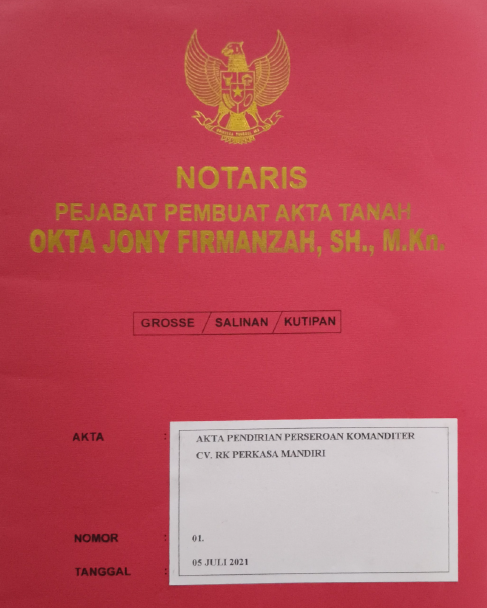 NOTARIS
PEJABAT PEMBUAT AKTA TANAH
OKTA JONY FIRMANZAH, SH., M.Kn.
GROSSE / SALINAN / KUTIPAN
AKTA : AKTA PENDIRIAN PERSEROAN KOMANDITER
CV. RK PERKASA MANDIRI
NOMOR : 01.
TANGGAL : 05 JULI 2021